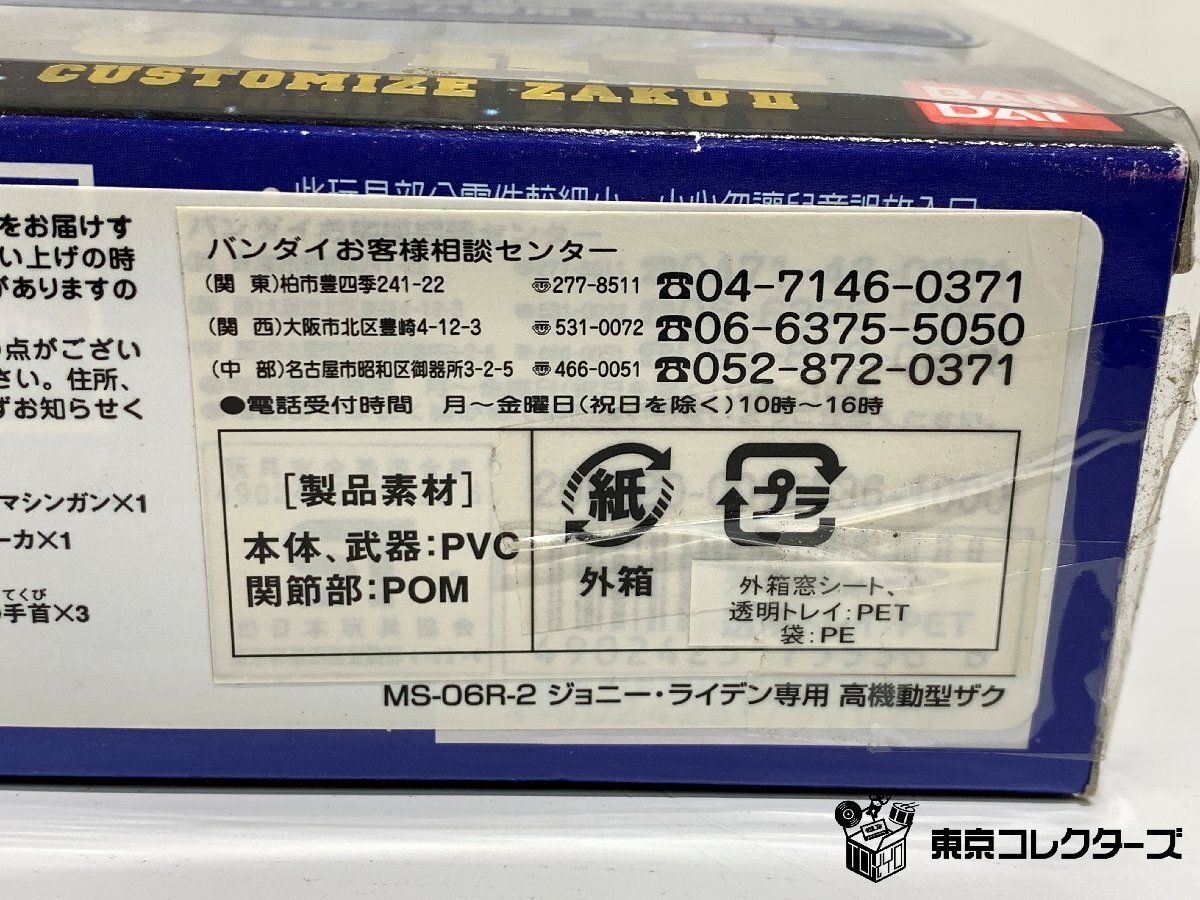 CUSTOMIZE ZAKU II
BAN
DAI
をお届けす
い上げの時
がありますの
の点がござい
さい。住所、
ずお知らせく
マシンガン×1
ーカ×1
てくび
手首×3
バンダイお客様相談センター
(関 東)柏市豊四季241-22 〠277-8511 ☎04-7146-0371
(関 西)大阪市北区豊崎4-12-3 〠531-0072 ☎06-6375-5050
(中 部)名古屋市昭和区御器所3-2-5 〠466-0051 ☎052-872-0371
●電話受付時間 月〜金曜日(祝日を除く)10時〜16時
[製品素材]
本体、武器:PVC
関節部:POM
紙
外箱
プラ
外箱窓シート、
透明トレイ:PET
袋:PE
MS-06R-2 ジョニー・ライデン専用 高機動型ザク
東京コレクターズ